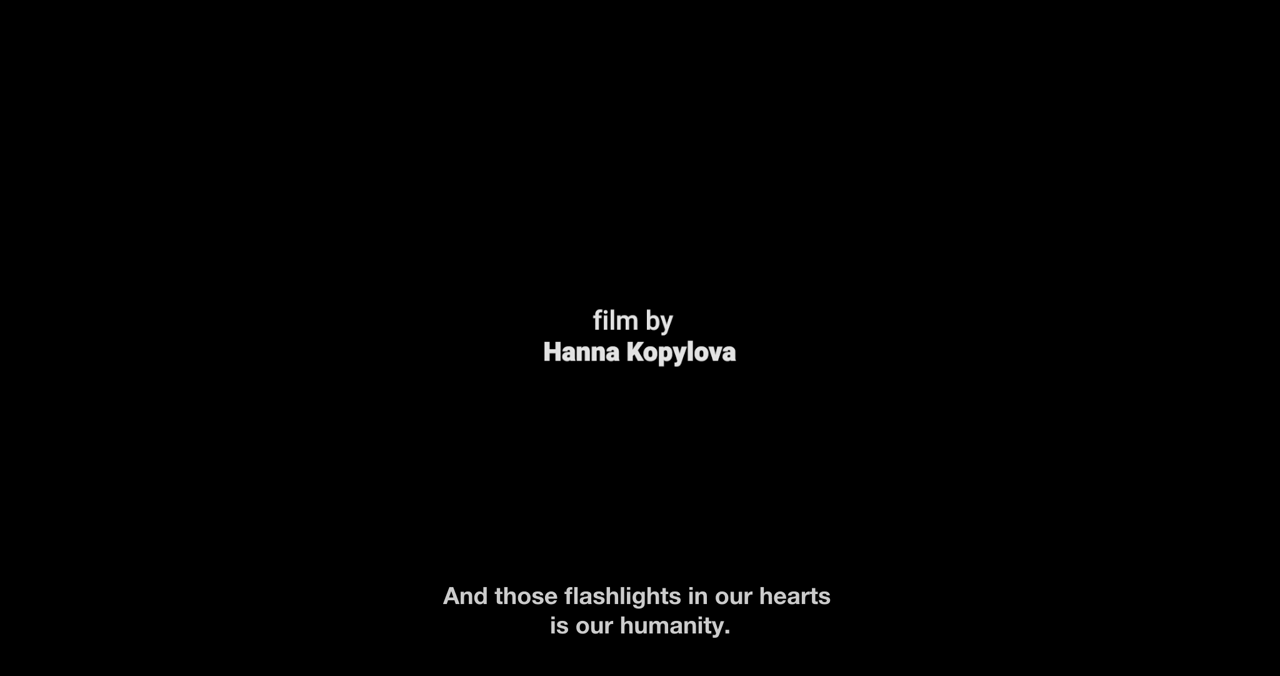 film by
Hanna Kopylova
And those flashlights in our hearts
is our humanity.